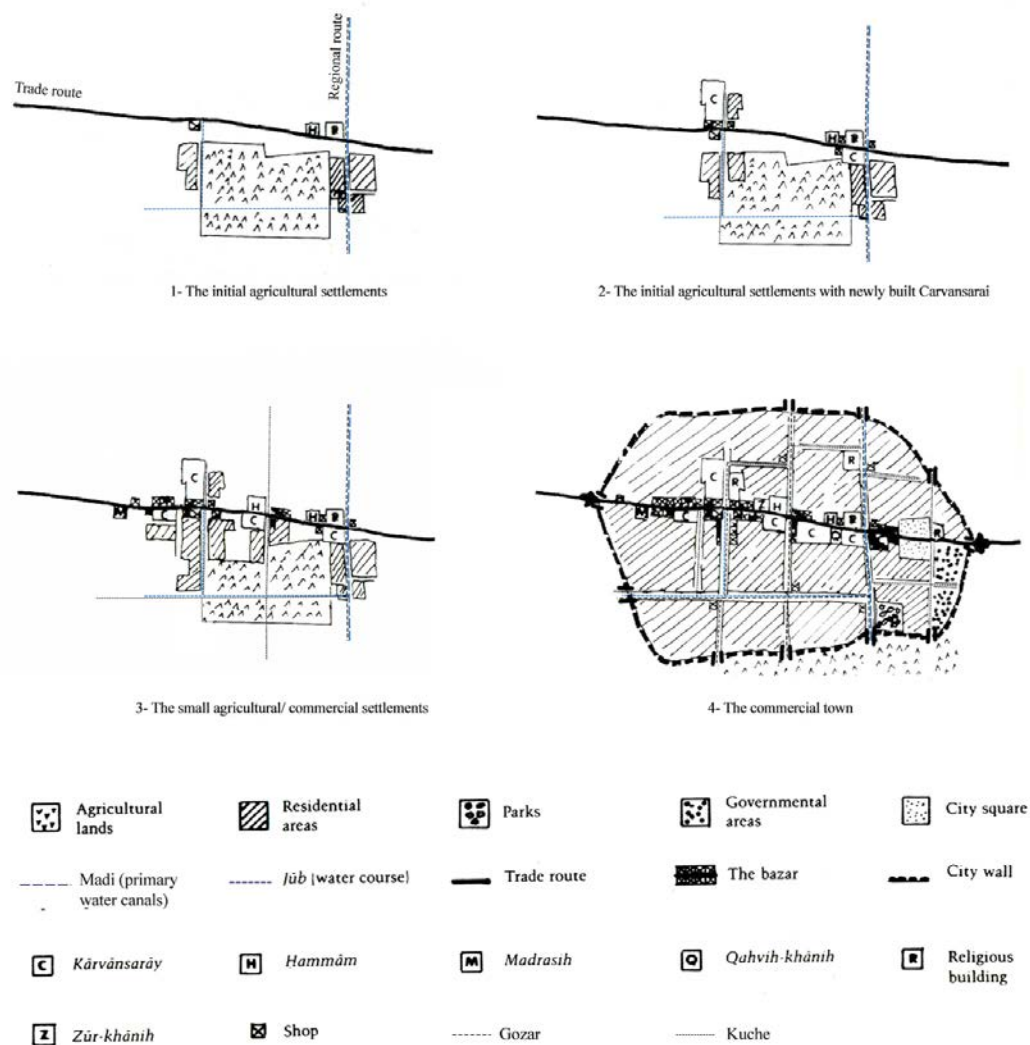 Regional route
Trade route
C
H
R
H
R
C
1- The initial agricultural settlements
2- The initial agricultural settlements with newly built Carvansarai
C
M
C
H
C
H
R
C
C
R
R
M
C
Z
H
C
C
H
R
Q
C
R
3- The small agricultural/ commercial settlements
4- The commercial town
Agricultural
lands
Residential
areas
Parks
Governmental
areas
City square
Madi (primary
water canals)
Jūb (water course)
Trade route
The bazar
City wall
C
Kārvānsarāy
H
Ḥammām
M
Madrasih
Q
Qahvih-khānih
R
Religious
building
Z
Zūr-khānih
Shop
Gozar
Kuche